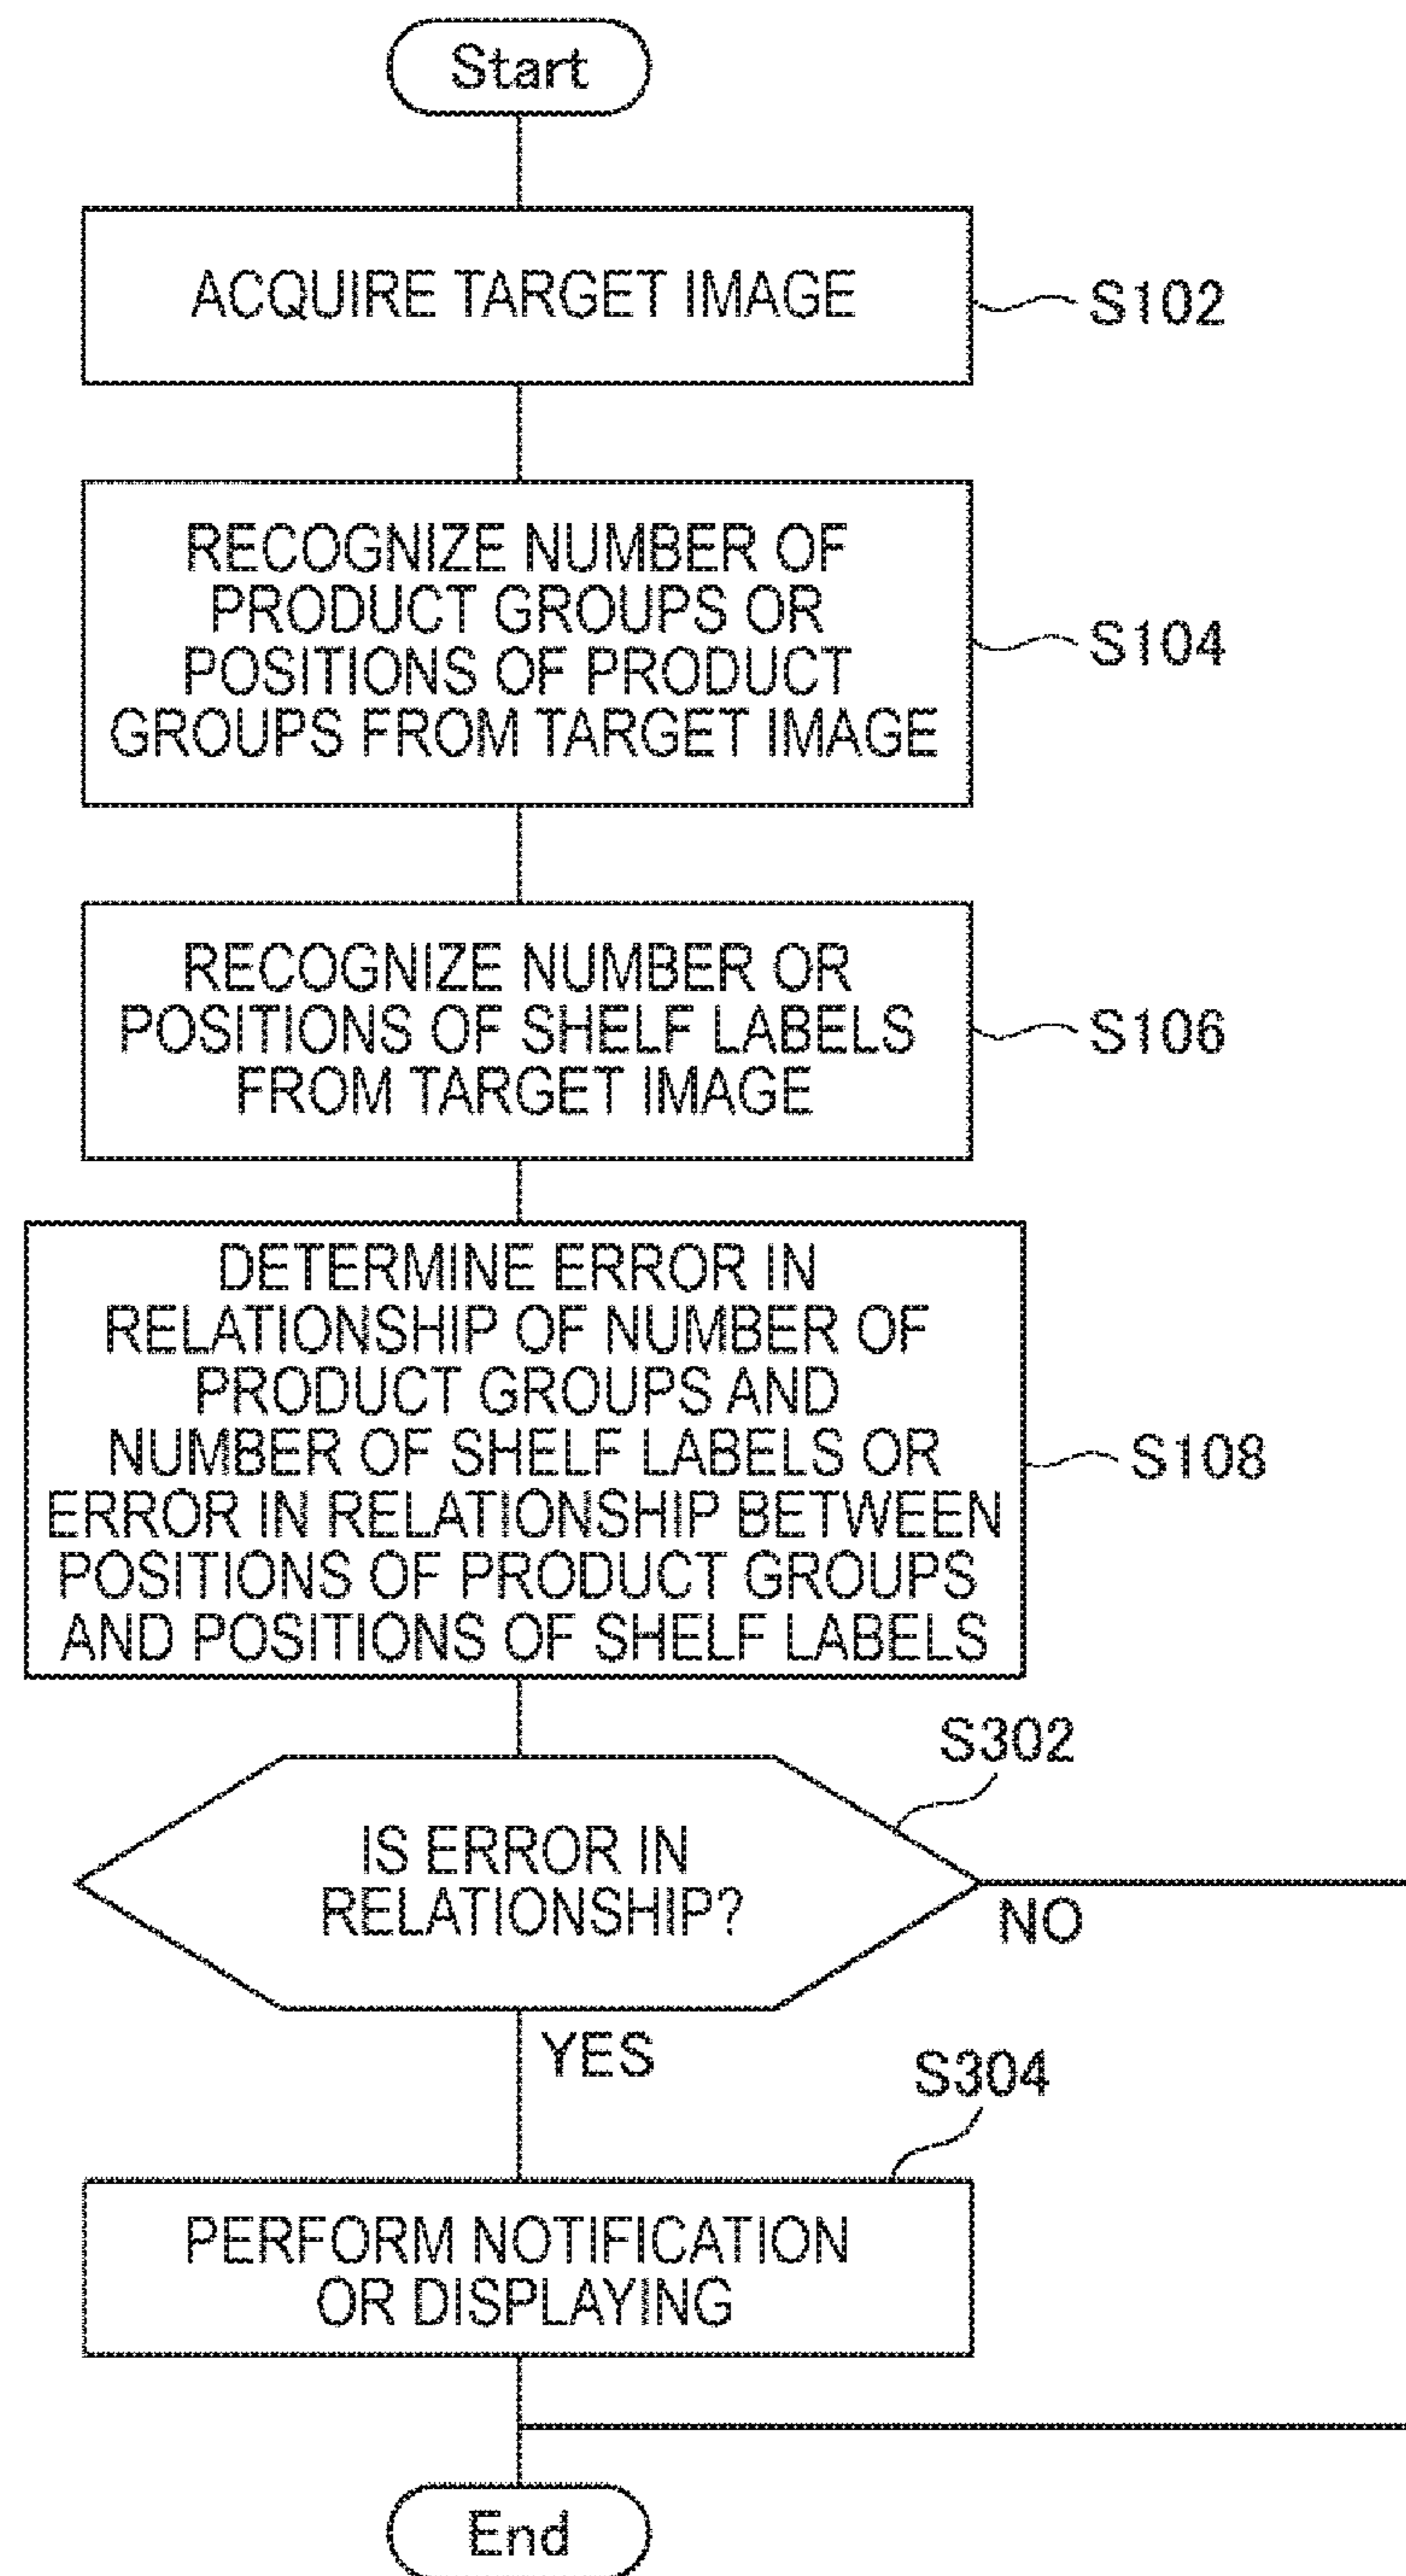 Start
ACQUIRE TARGET IMAGE
S102
RECOGNIZE NUMBER OF
PRODUCT GROUPS OR
POSITIONS OF PRODUCT
GROUPS FROM TARGET IMAGE
S104
RECOGNIZE NUMBER OR
POSITIONS OF SHELF LABELS
FROM TARGET IMAGE
S106
DETERMINE ERROR IN
RELATIONSHIP OF NUMBER OF
PRODUCT GROUPS AND
NUMBER OF SHELF LABELS OR
ERROR IN RELATIONSHIP BETWEEN
POSITIONS OF PRODUCT GROUPS
AND POSITIONS OF SHELF LABELS
S108
S302
IS ERROR IN
RELATIONSHIP?
NO
YES
S304
PERFORM NOTIFICATION
OR DISPLAYING
End